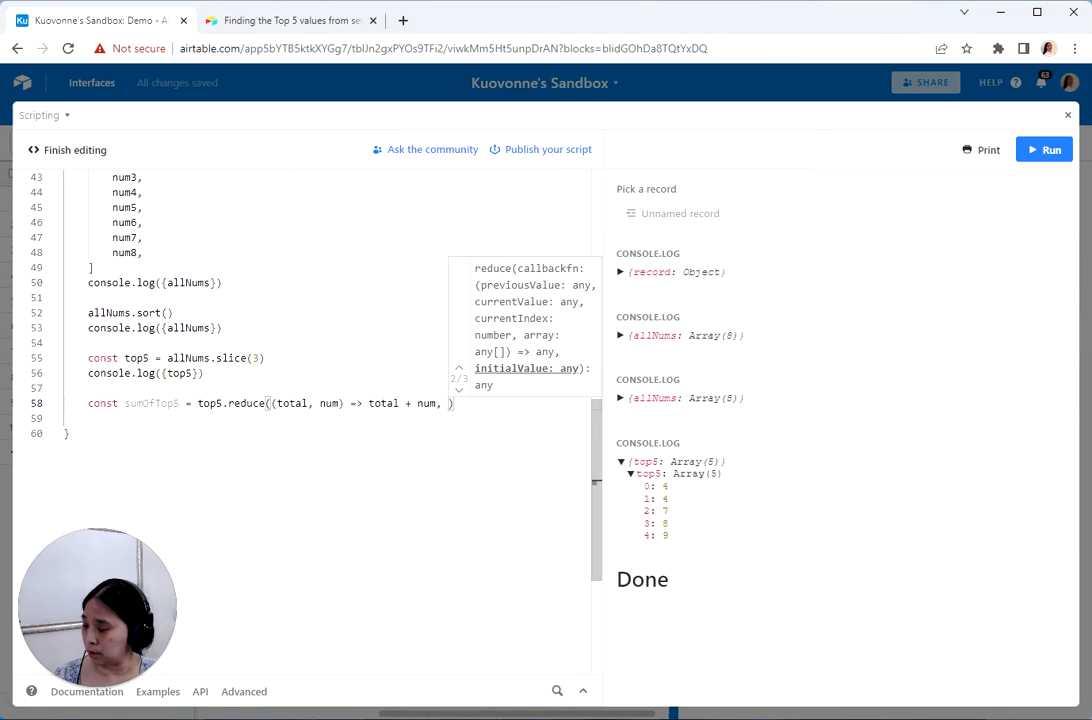 Kuovonne's Sandbox: Demo - A
Finding the Top 5 values from se
Not secure
airtable.com/app5bYTB5ktkXYGg7/tblUn2gxPYOs9TFi2/viwkMm5Ht5unpDrAN?blocks=blidGOhDa8TQtYxDQ
Interfaces
All changes saved
Kuovonne's Sandbox
SHARE
HELP
63
Scripting
Finish editing
Ask the community
Publish your script
Print
Run
43 num3,
44 num4,
45 num5,
46 num6,
47 num7,
48 num8,
49 ]
50 console.log({allNums})
51
52 allNums.sort()
53 console.log({allNums})
54
55 const top5 = allNums.slice(3)
56 console.log({top5})
57
58 const sumOfTop5 = top5.reduce((total, num) => total + num, )
59
60 }
2/3
reduce(callbackfn:
(previousValue: any,
currentValue: any,
currentIndex:
number, array:
any[]) => any,
initialValue: any):
any
Pick a record
Unnamed record
CONSOLE.LOG
{record: Object}
CONSOLE.LOG
{allNums: Array(8)}
CONSOLE.LOG
{allNums: Array(8)}
CONSOLE.LOG
{top5: Array(5)}
top5: Array(5)
0: 4
1: 4
2: 7
3: 8
4: 9
Done
Documentation
Examples
API
Advanced